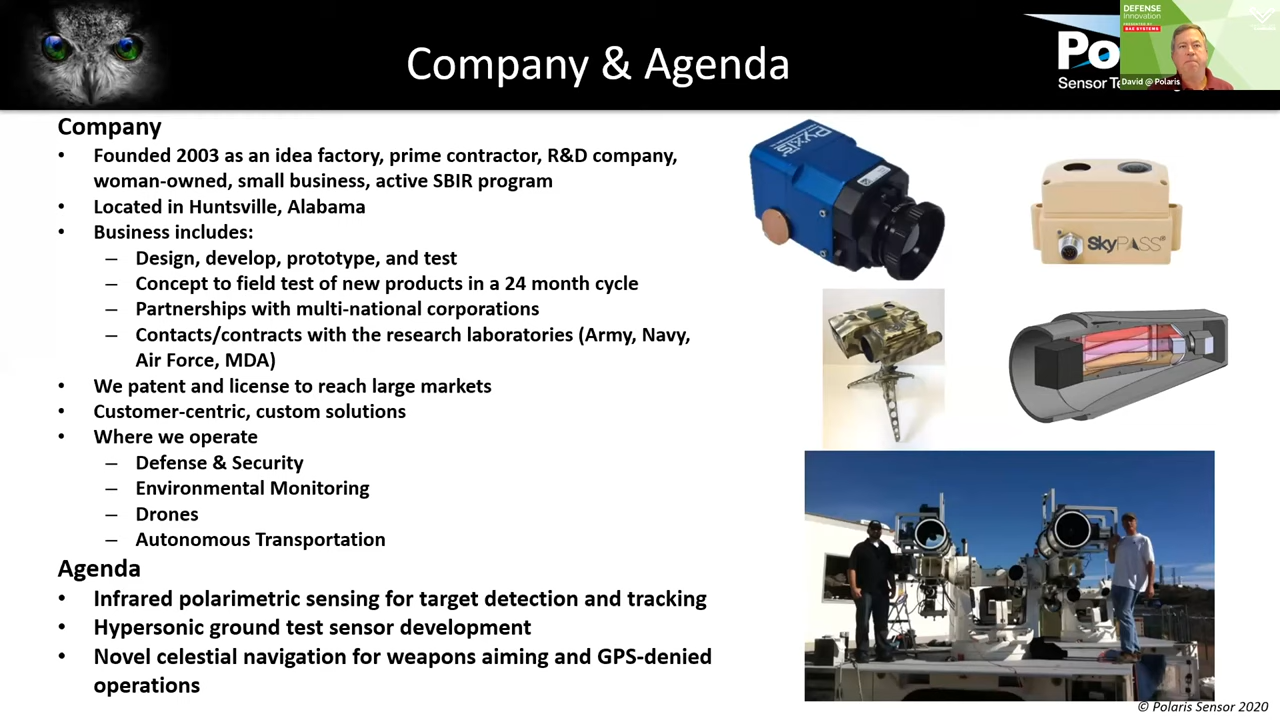 Company & Agenda
Po
Sensor Te
DEFENSE
Innovation
PRESENTED BY
BAE SYSTEMS
David @ Polaris
Company
• Founded 2003 as an idea factory, prime contractor, R&D company,
woman-owned, small business, active SBIR program
• Located in Huntsville, Alabama
• Business includes:
– Design, develop, prototype, and test
– Concept to field test of new products in a 24 month cycle
– Partnerships with multi-national corporations
– Contacts/contracts with the research laboratories (Army, Navy,
Air Force, MDA)
• We patent and license to reach large markets
• Customer-centric, custom solutions
• Where we operate
– Defense & Security
– Environmental Monitoring
– Drones
– Autonomous Transportation
Agenda
• Infrared polarimetric sensing for target detection and tracking
• Hypersonic ground test sensor development
• Novel celestial navigation for weapons aiming and GPS-denied
operations
Pyxis
SkyPASS
© Polaris Sensor 2020